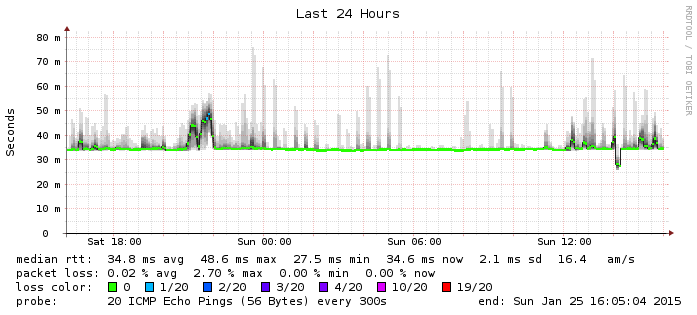 Last 24 Hours
RRDTOOL / TOBI OETIKER
80 m
70 m
60 m
50 m
40 m
30 m
20 m
10 m
0
Seconds
Sat 18:00 Sun 00:00 Sun 06:00 Sun 12:00
median rtt: 34.8 ms avg 48.6 ms max 27.5 ms min 34.6 ms now 2.1 ms sd 16.4 am/s
packet loss: 0.02 % avg 2.70 % max 0.00 % min 0.00 % now
loss color: 0 1/20 2/20 3/20 4/20 10/20 19/20
probe: 20 ICMP Echo Pings (56 Bytes) every 300s end: Sun Jan 25 16:05:04 2015